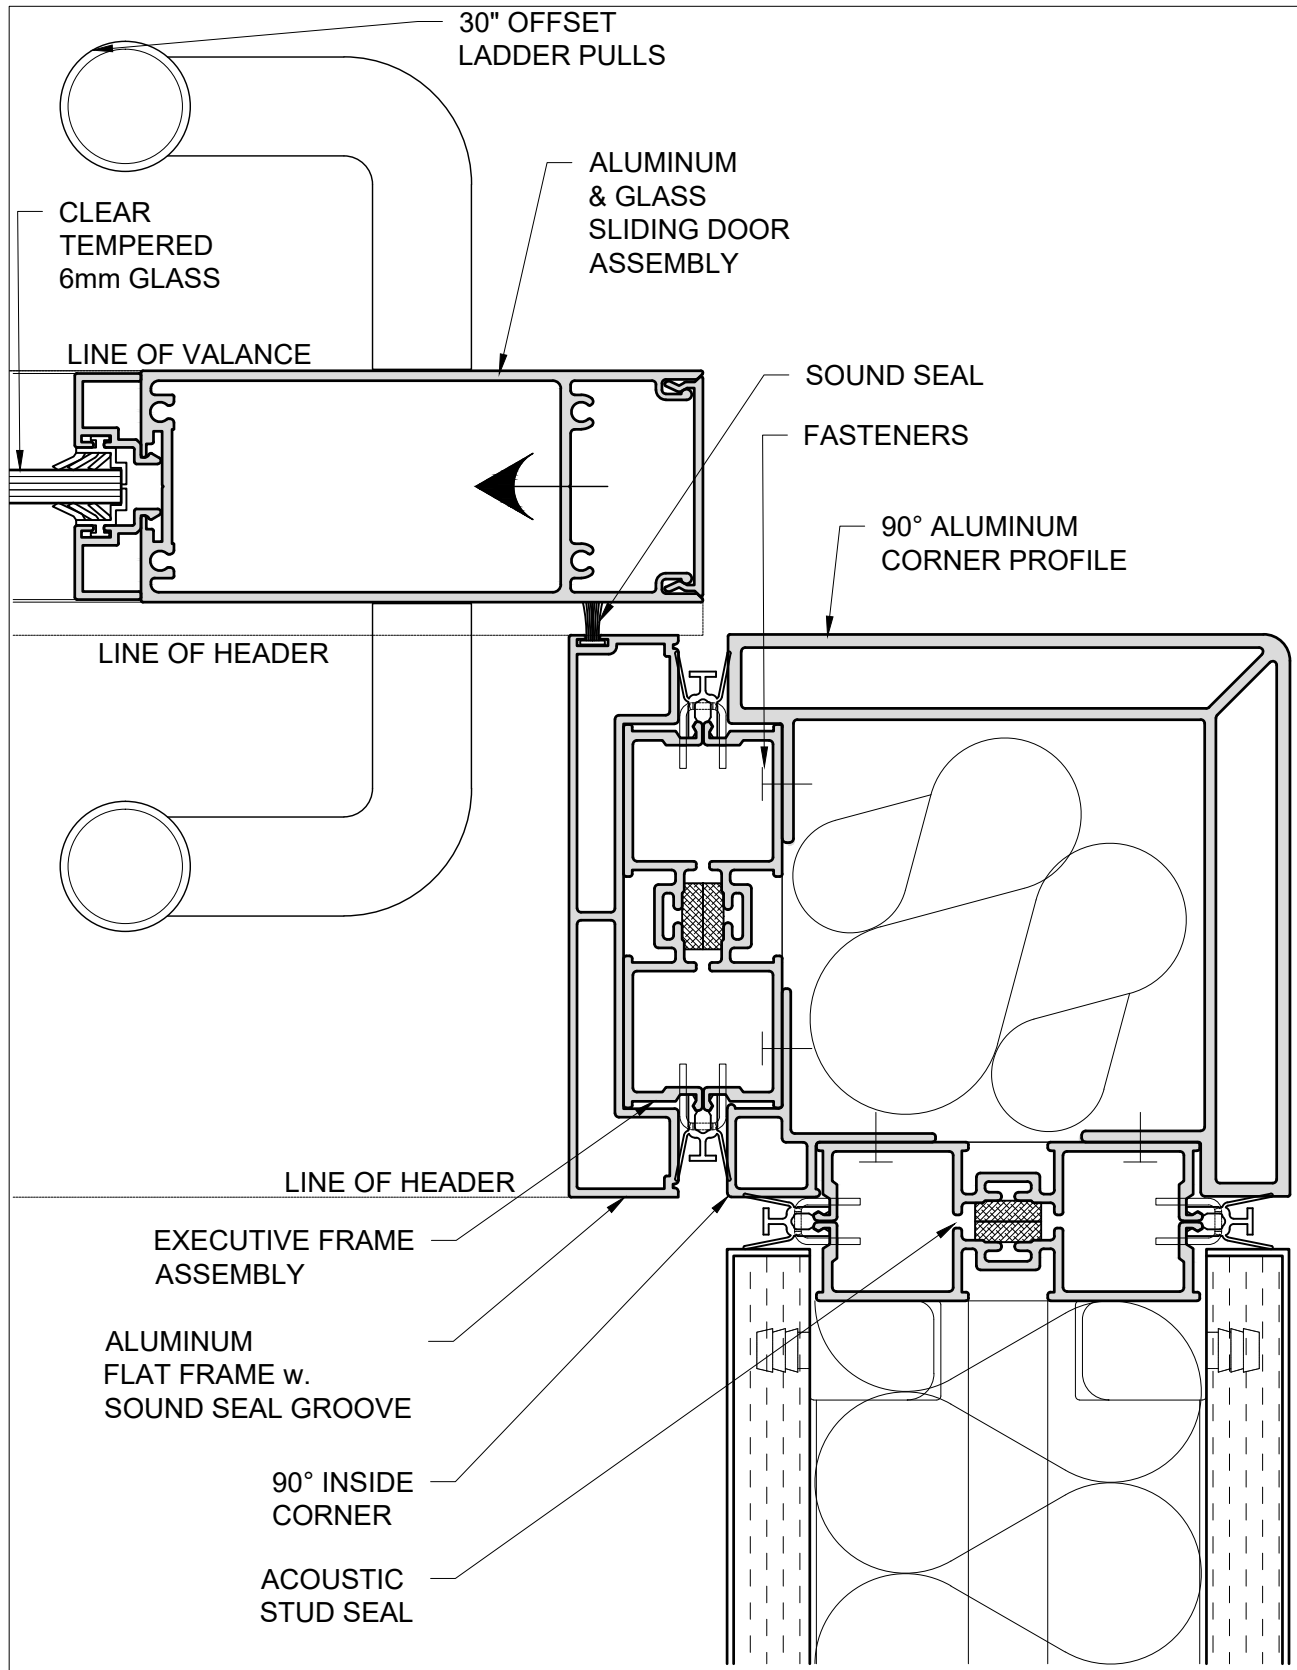 30" OFFSET
LADDER PULLS
ALUMINUM
& GLASS
SLIDING DOOR
ASSEMBLY
CLEAR
TEMPERED
6mm GLASS
LINE OF VALANCE
SOUND SEAL
FASTENERS
90° ALUMINUM
CORNER PROFILE
LINE OF HEADER
LINE OF HEADER
EXECUTIVE FRAME
ASSEMBLY
ALUMINUM
FLAT FRAME w.
SOUND SEAL GROOVE
90° INSIDE
CORNER
ACOUSTIC
STUD SEAL